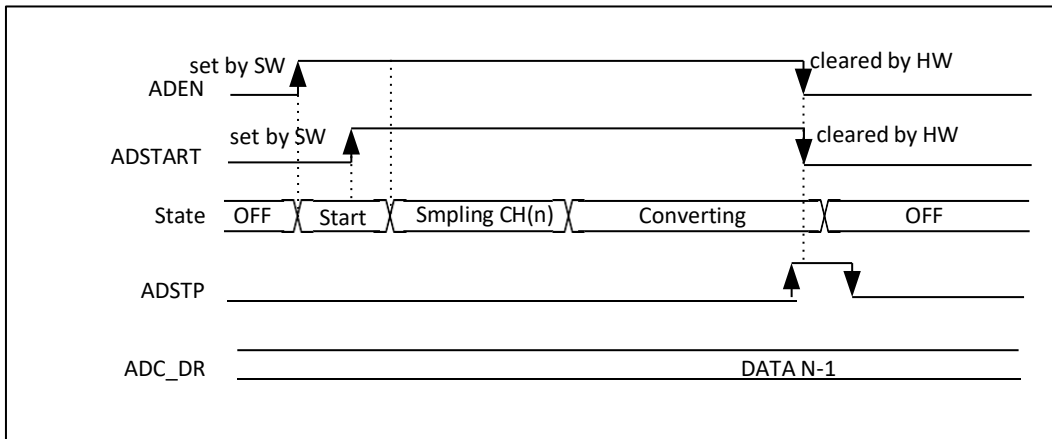 set by SW
cleared by HW
ADEN
set by SW
cleared by HW
ADSTART
State OFF Start Smpling CH(n) Converting OFF
ADSTP
ADC_DR DATA N-1